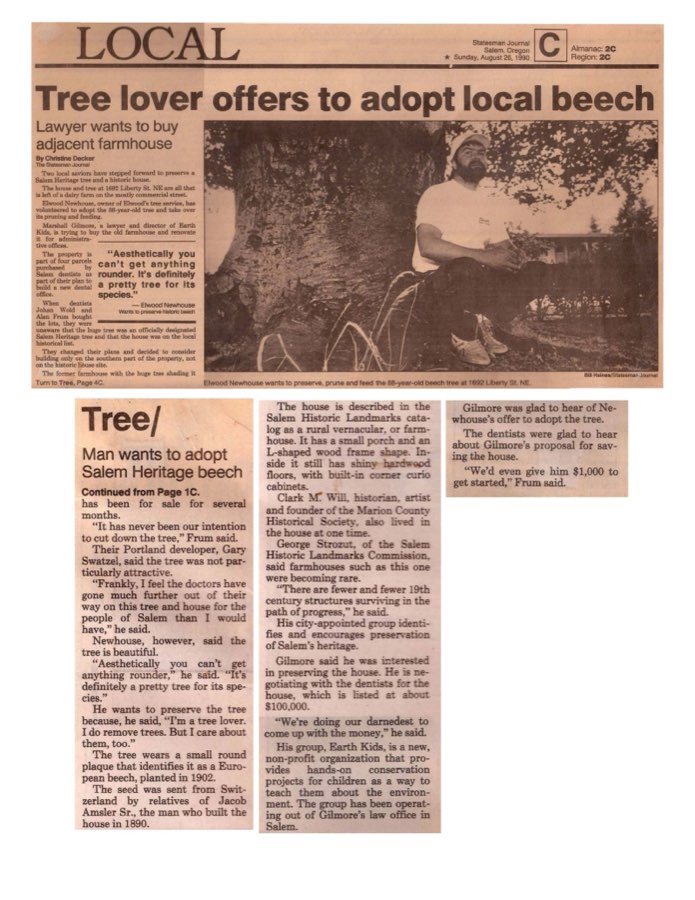 LOCAL
Statesman Journal
Salem, Oregon
★ Sunday, August 26, 1990
C
Almanac: 2C
Region: 2C
Tree lover offers to adopt local beech
Lawyer wants to buy
adjacent farmhouse
By Christine Decker
The Statesman Journal
Two local saviors have stepped forward to preserve a
Salem Heritage tree and a historic house.
The house and tree at 1692 Liberty St. NE are all that
is left of a dairy farm on the mostly commercial street.
Elwood Newhouse, owner of Elwood's tree service, has
volunteered to adopt the 88-year-old tree and take over
its pruning and feeding.
Marshall Gilmore, a lawyer and director of Earth
Kids, is trying to buy the old farmhouse and renovate
it for administra-
tive offices.
The property is
part of four parcels
purchased by
Salem dentists as
part of their plan to
build a new dental
office.
When dentists
Johan Wold and
Alan Frum bought
the lots, they were
"Aesthetically you
can't get anything
rounder. It's definitely
a pretty tree for its
species."
— Elwood Newhouse
Wants to preserve historic beech
unaware that the huge tree was an officially designated
Salem Heritage tree and that the house was on the local
historical list.
They changed their plans and decided to consider
building only on the southern part of the property, not
on the historic house site.
The former farmhouse with the huge tree shading it
Turn to Tree, Page 4C.
Bill Haines/Statesman Journal
Elwood Newhouse wants to preserve, prune and feed the 88-year-old beech tree at 1692 Liberty St. NE.
Tree/
Man wants to adopt
Salem Heritage beech
Continued from Page 1C.
has been for sale for several
months.
"It has never been our intention
to cut down the tree," Frum said.
Their Portland developer, Gary
Swatzel, said the tree was not par-
ticularly attractive.
"Frankly, I feel the doctors have
gone much further out of their
way on this tree and house for the
people of Salem than I would
have," he said.
Newhouse, however, said the
tree is beautiful.
"Aesthetically you can't get
anything rounder," he said. "It's
definitely a pretty tree for its spe-
cies."
He wants to preserve the tree
because, he said, "I'm a tree lover.
I do remove trees. But I care about
them, too."
The tree wears a small round
plaque that identifies it as a Euro-
pean beech, planted in 1902.
The seed was sent from Swit-
zerland by relatives of Jacob
Amsler Sr., the man who built the
house in 1890.
The house is described in the
Salem Historic Landmarks cata-
log as a rural vernacular, or farm-
house. It has a small porch and an
L-shaped wood frame shape. In-
side it still has shiny hardwood
floors, with built-in corner curio
cabinets.
Clark M. Will, historian, artist
and founder of the Marion County
Historical Society, also lived in
the house at one time.
George Strozut, of the Salem
Historic Landmarks Commission,
said farmhouses such as this one
were becoming rare.
"There are fewer and fewer 19th
century structures surviving in the
path of progress," he said.
His city-appointed group identi-
fies and encourages preservation
of Salem's heritage.
Gilmore said he was interested
in preserving the house. He is ne-
gotiating with the dentists for the
house, which is listed at about
$100,000.
"We're doing our darnedest to
come up with the money," he said.
His group, Earth Kids, is a new,
non-profit organization that pro-
vides hands-on conservation
projects for children as a way to
teach them about the environ-
ment. The group has been operat-
ing out of Gilmore's law office in
Salem.
Gilmore was glad to hear of Ne-
whouse's offer to adopt the tree.
The dentists were glad to hear
about Gilmore's proposal for sav-
ing the house.
"We'd even give him $1,000 to
get started," Frum said.